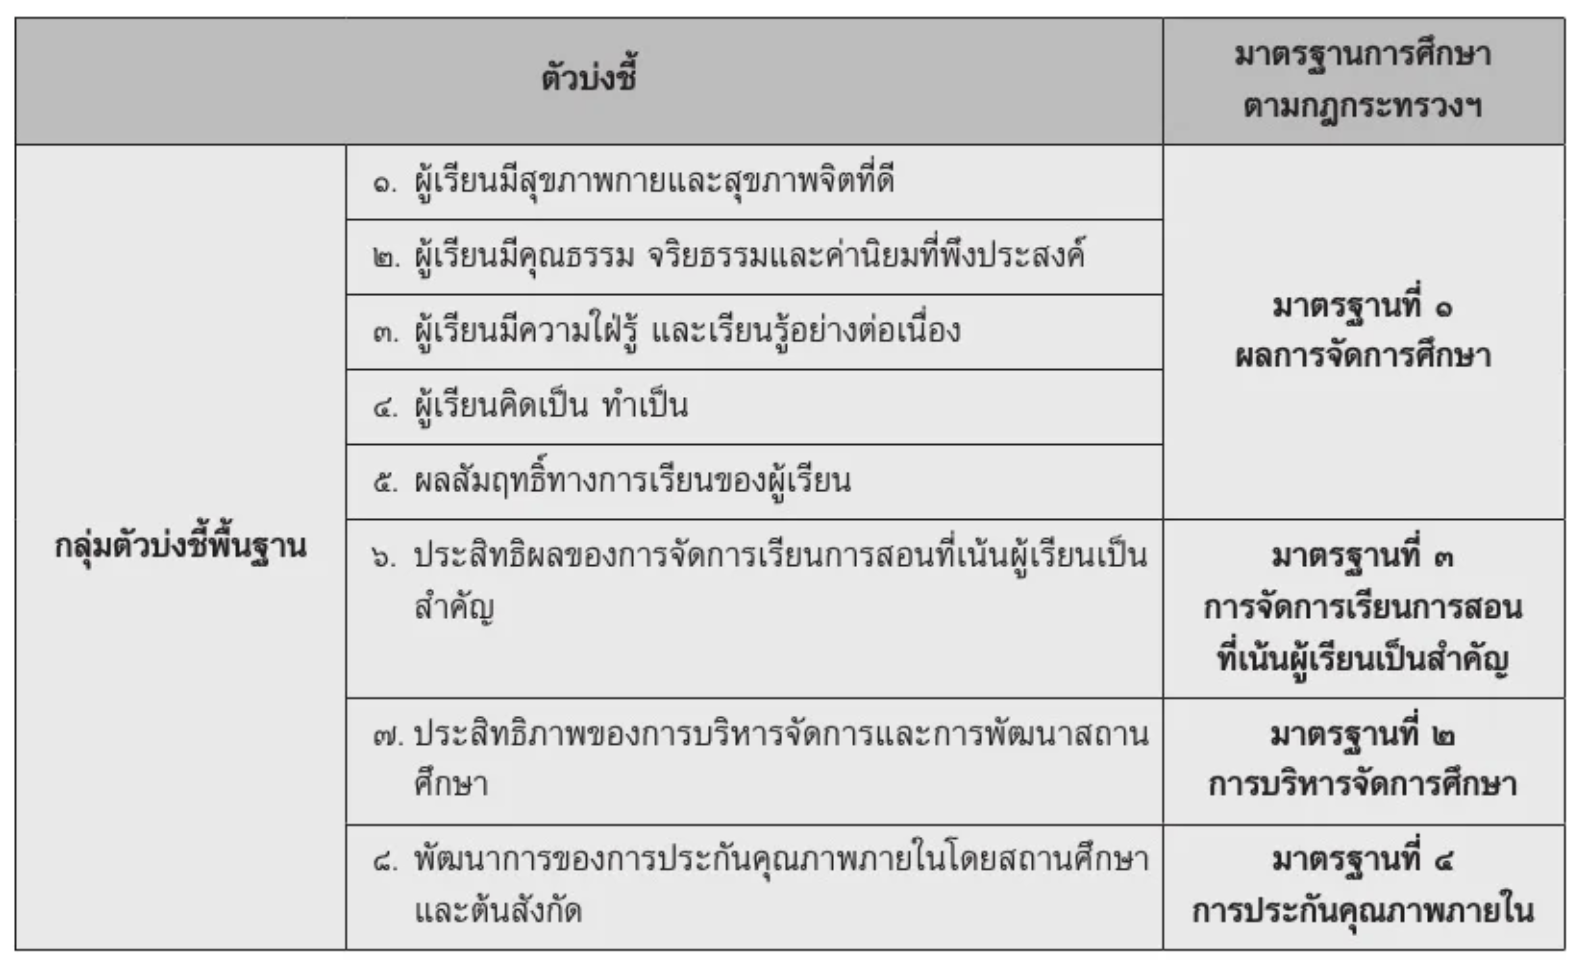 ตัวบ่งชี้
มาตรฐานการศึกษา
ตามกฎกระทรวงฯ
กลุ่มตัวบ่งชี้พื้นฐาน
๑. ผู้เรียนมีสุขภาพกายและสุขภาพจิตที่ดี
๒. ผู้เรียนมีคุณธรรม จริยธรรมและค่านิยมที่พึงประสงค์
๓. ผู้เรียนมีความใฝ่รู้ และเรียนรู้อย่างต่อเนื่อง
๔. ผู้เรียนคิดเป็น ทำเป็น
๕. ผลสัมฤทธิ์ทางการเรียนของผู้เรียน
มาตรฐานที่ ๑
ผลการจัดการศึกษา
๖. ประสิทธิผลของการจัดการเรียนการสอนที่เน้นผู้เรียนเป็น
สำคัญ
มาตรฐานที่ ๓
การจัดการเรียนการสอน
ที่เน้นผู้เรียนเป็นสำคัญ
๗. ประสิทธิภาพของการบริหารจัดการและการพัฒนาสถาน
ศึกษา
มาตรฐานที่ ๒
การบริหารจัดการศึกษา
๘. พัฒนาการของการประกันคุณภาพภายในโดยสถานศึกษา
และต้นสังกัด
มาตรฐานที่ ๔
การประกันคุณภาพภายใน